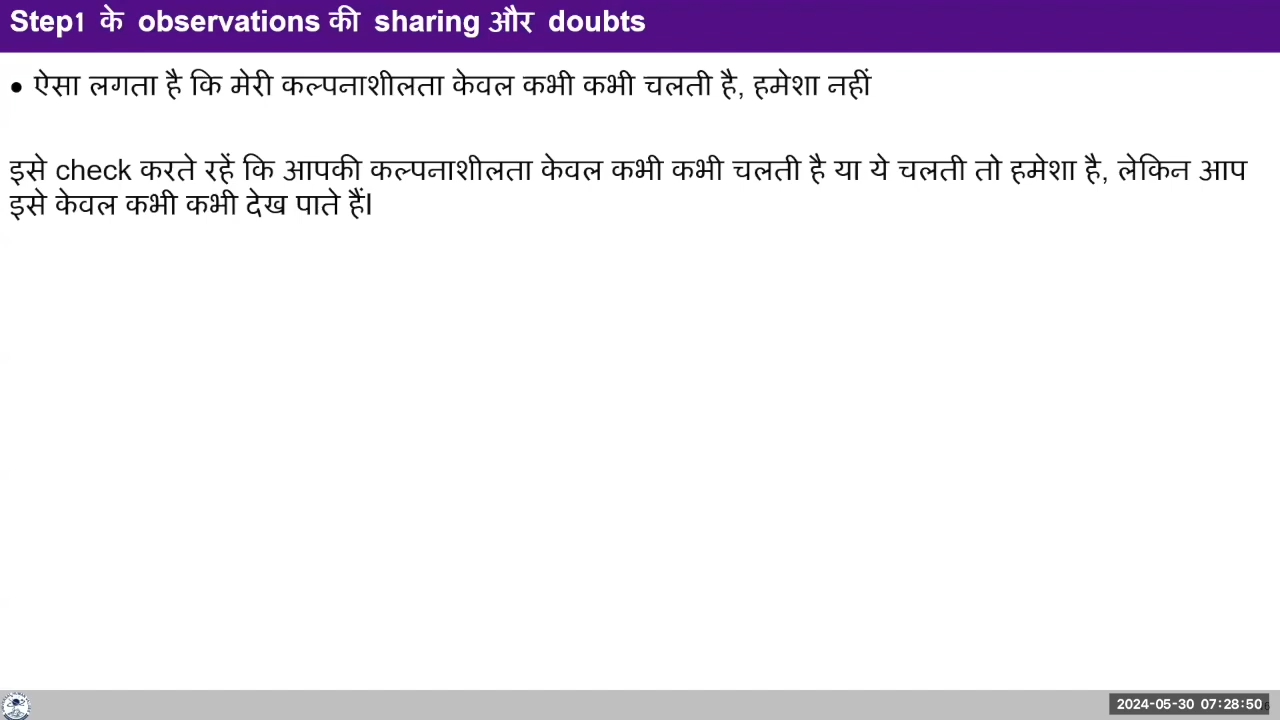 Step1 के observations की sharing और doubts
• ऐसा लगता है कि मेरी कल्पनाशीलता केवल कभी कभी चलती है, हमेशा नहीं
इसे check करते रहें कि आपकी कल्पनाशीलता केवल कभी कभी चलती है या ये चलती तो हमेशा है, लेकिन आप
इसे केवल कभी कभी देख पाते हैंI
2024-05-30 07:28:50